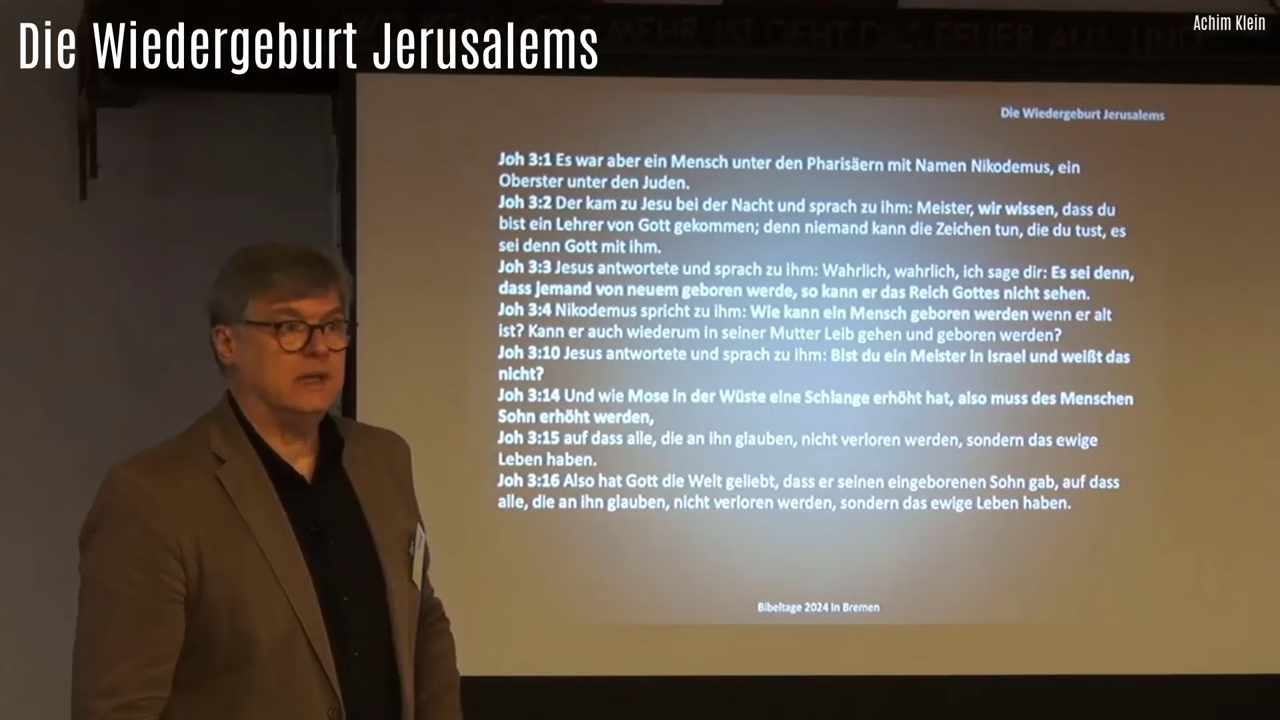 Die Wiedergeburt Jerusalems
Achim Klein
MEHR IST GEHT DAS FEUER AUS, UND
Die Wiedergeburt Jerusalems
Joh 3:1 Es war aber ein Mensch unter den Pharisäern mit Namen Nikodemus, ein
Oberster unter den Juden.
Joh 3:2 Der kam zu Jesu bei der Nacht und sprach zu ihm: Meister, wir wissen, dass du
bist ein Lehrer von Gott gekommen; denn niemand kann die Zeichen tun, die du tust, es
sei denn Gott mit ihm.
Joh 3:3 Jesus antwortete und sprach zu ihm: Wahrlich, wahrlich, ich sage dir: Es sei denn,
dass jemand von neuem geboren werde, so kann er das Reich Gottes nicht sehen.
Joh 3:4 Nikodemus spricht zu ihm: Wie kann ein Mensch geboren werden wenn er alt
ist? Kann er auch wiederum in seiner Mutter Leib gehen und geboren werden?
Joh 3:10 Jesus antwortete und sprach zu ihm: Bist du ein Meister in Israel und weißt das
nicht?
Joh 3:14 Und wie Mose in der Wüste eine Schlange erhöht hat, also muss des Menschen
Sohn erhöht werden,
Joh 3:15 auf dass alle, die an ihn glauben, nicht verloren werden, sondern das ewige
Leben haben.
Joh 3:16 Also hat Gott die Welt geliebt, dass er seinen eingeborenen Sohn gab, auf dass
alle, die an ihn glauben, nicht verloren werden, sondern das ewige Leben haben.
Bibeltage 2024 in Bremen